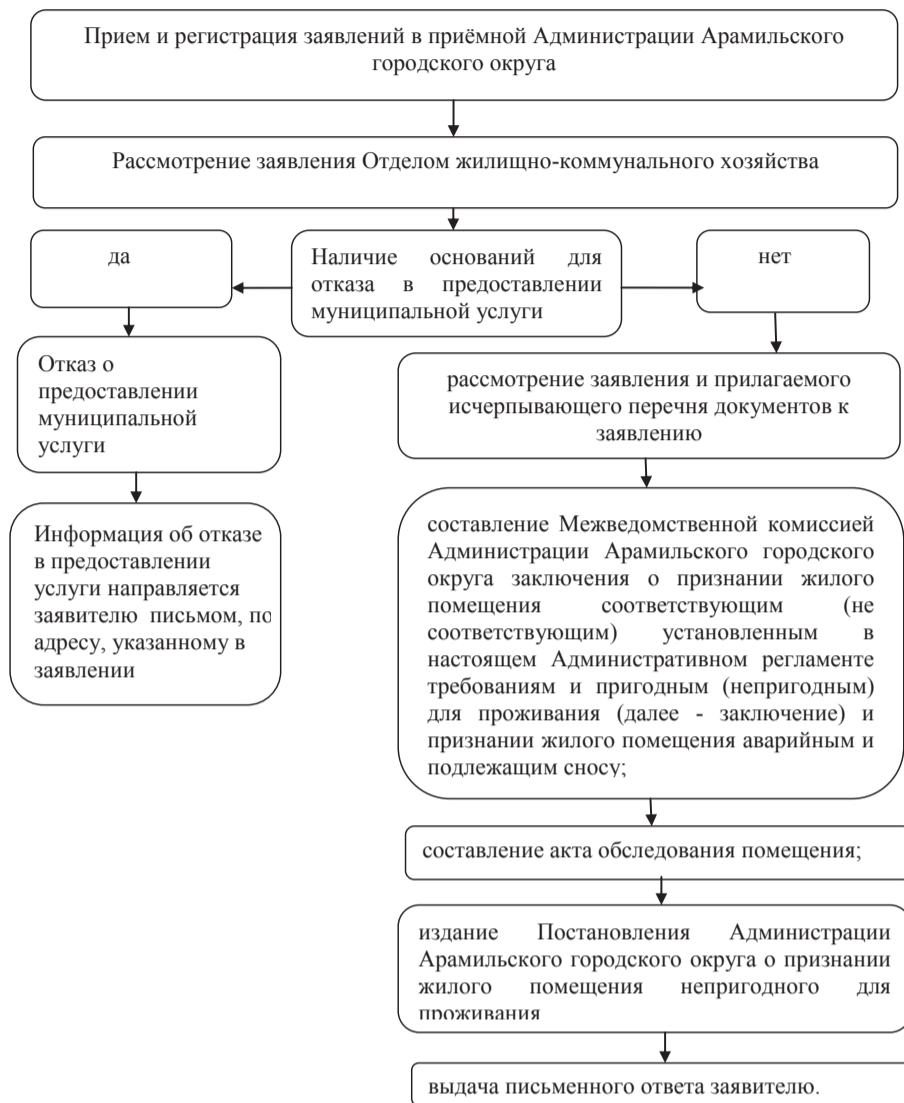 Прием и регистрация заявлений в приёмной Администрации Арамильского
городского округа
Рассмотрение заявления Отделом жилищно-коммунального хозяйства
да
Наличие оснований для
отказа в предоставлении
муниципальной услуги
нет
Отказ о
предоставлении
муниципальной
услуги
Информация об отказе
в предоставлении
услуги направляется
заявителю письмом, по
адресу, указанному в
заявлении
рассмотрение заявления и прилагаемого
исчерпывающего перечня документов к
заявлению
составление Межведомственной комиссией
Администрации Арамильского городского
округа заключения о признании жилого
помещения соответствующим (не
соответствующим) установленным в
настоящем Административном регламенте
требованиям и пригодным (непригодным)
для проживания (далее - заключение) и
признании жилого помещения аварийным и
подлежащим сносу;
составление акта обследования помещения;
издание Постановления Администрации
Арамильского городского округа о признании
жилого помещения непригодного для
проживания
выдача письменного ответа заявителю.